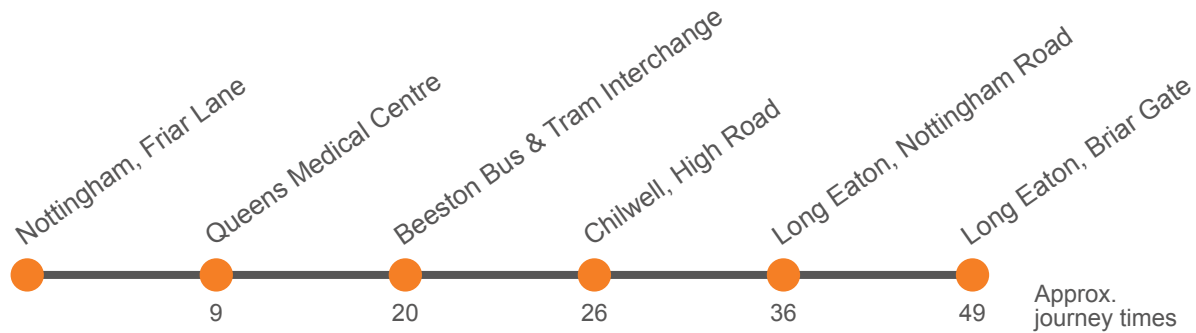 Nottingham, Friar Lane
Queens Medical Centre
Beeston Bus & Tram Interchange
Chilwell, High Road
Long Eaton, Nottingham Road
Long Eaton, Briar Gate
9
20
26
36
49
Approx.
journey times